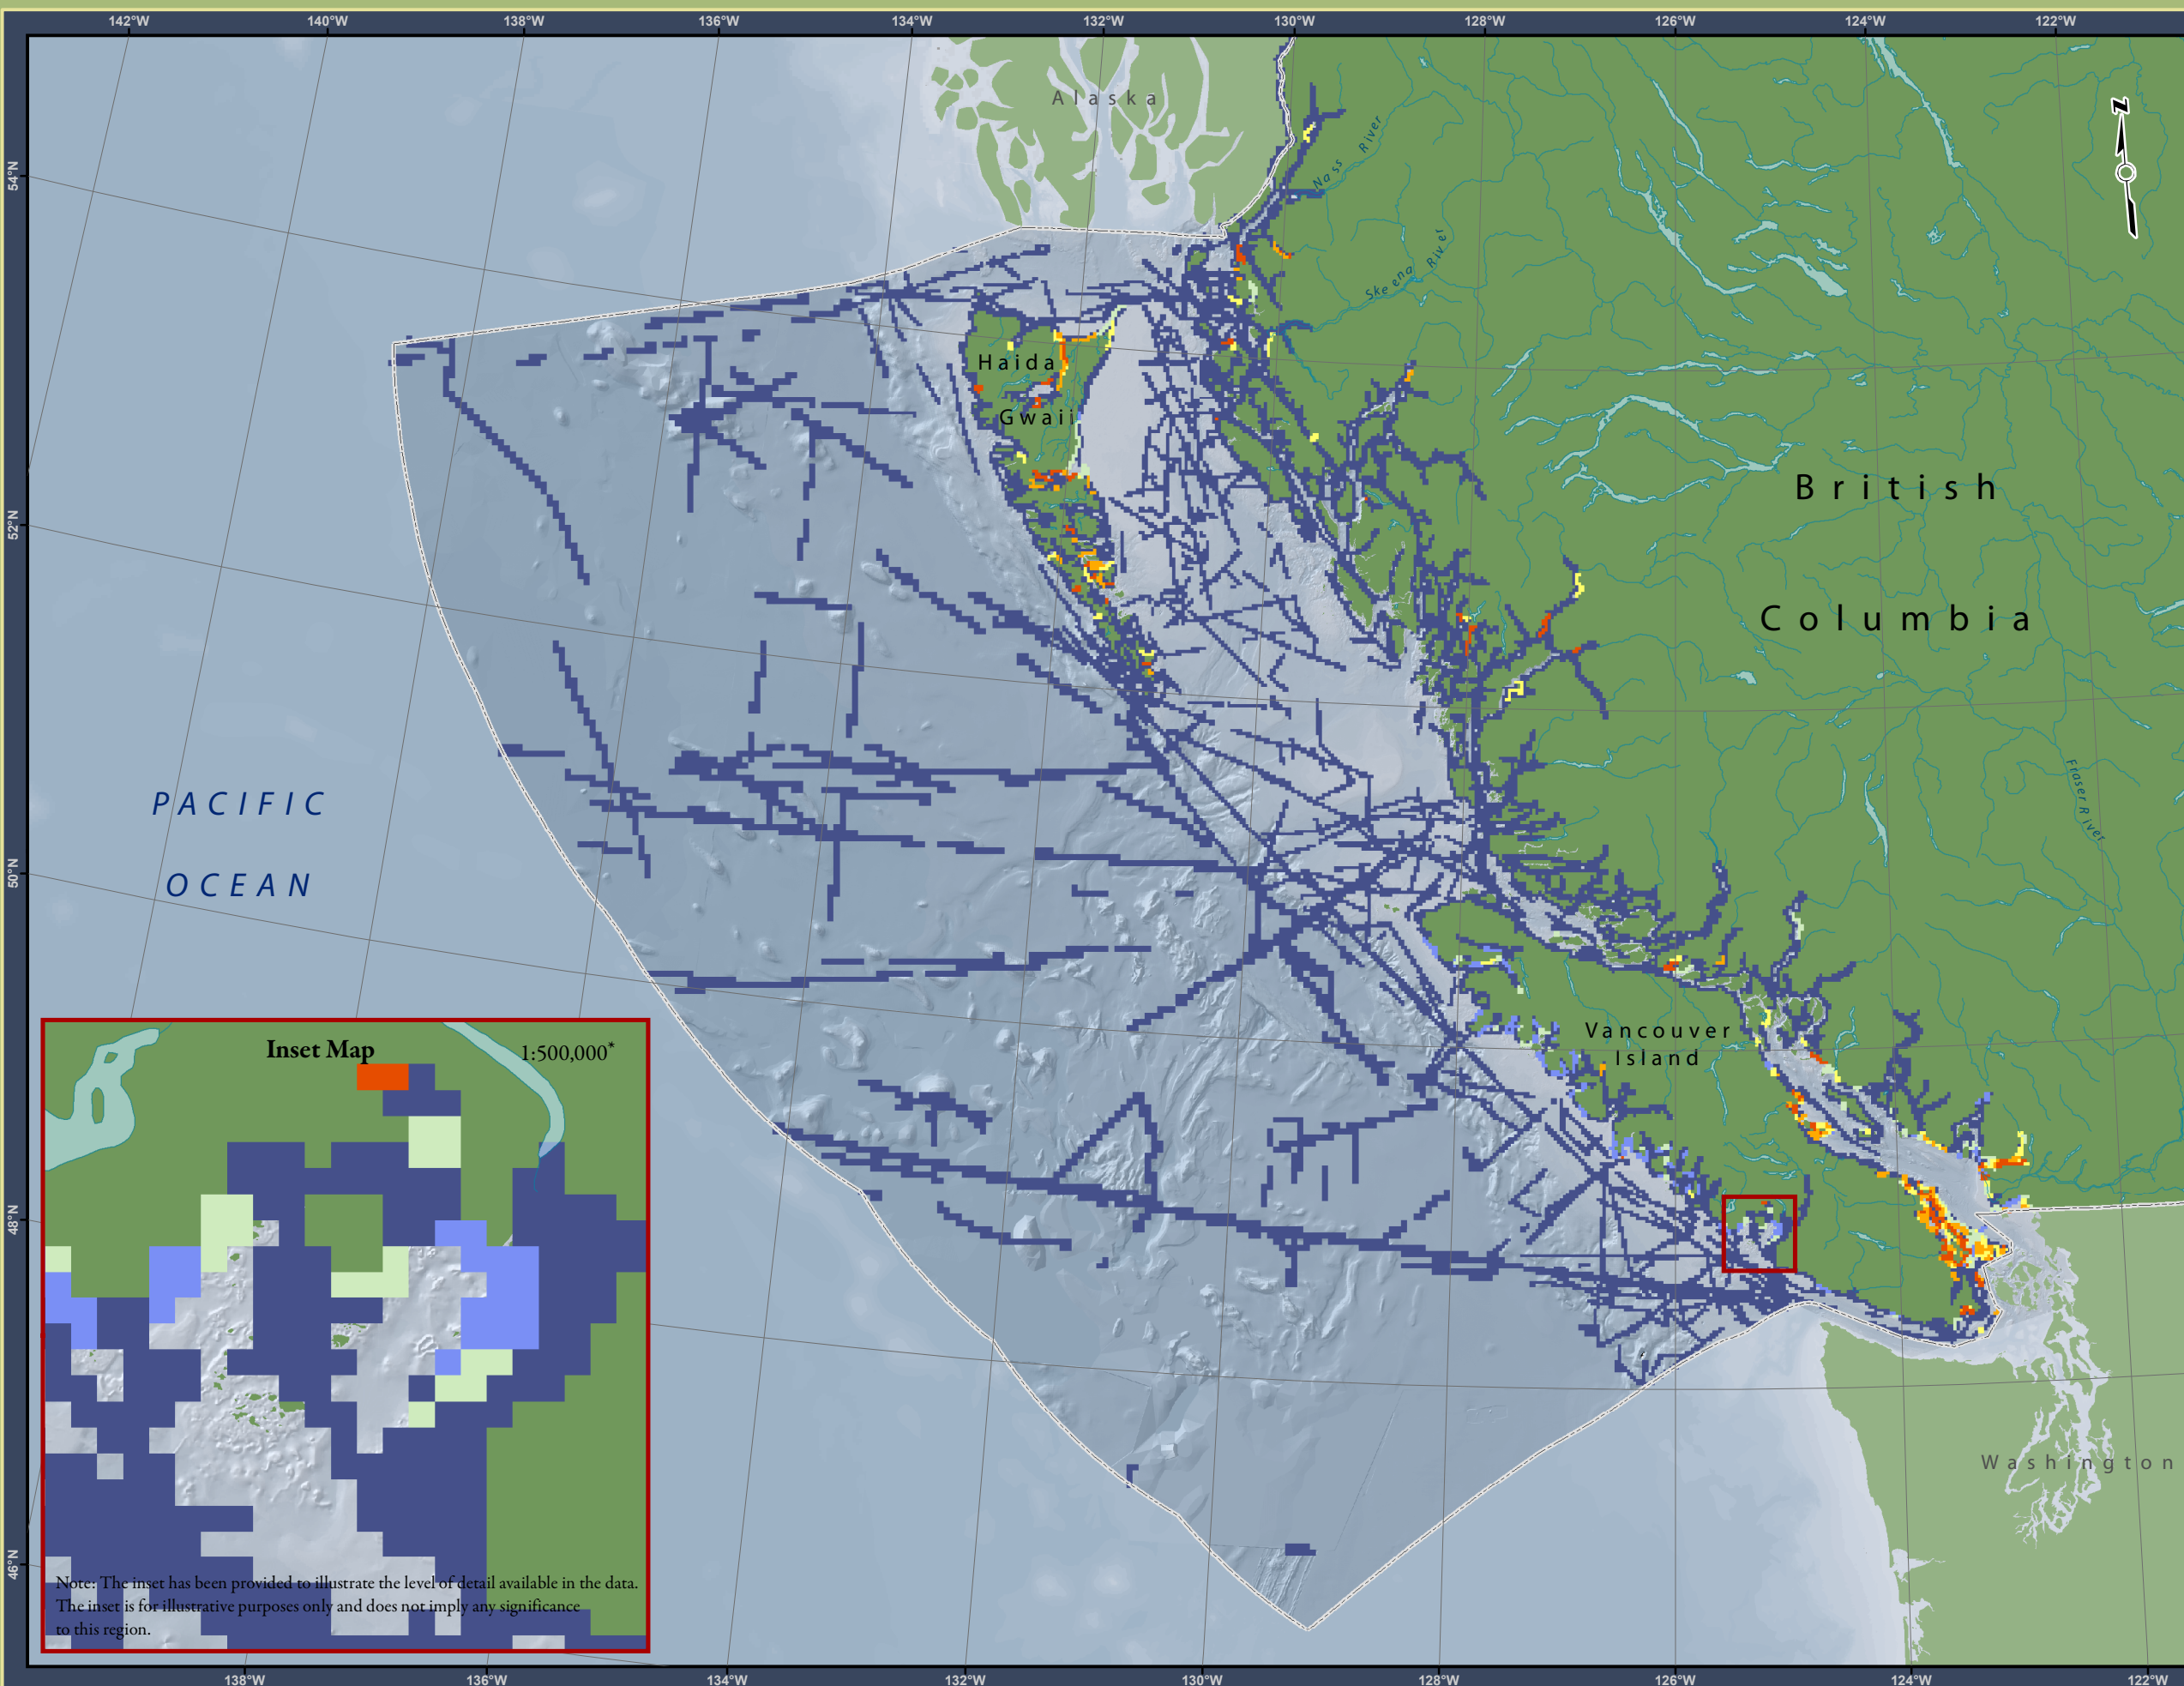 142°W 140°W 138°W 136°W 134°W 132°W 130°W 128°W 126°W 124°W 122°W
Alaska
N
54°N
Nass River
Skeena River
Haida
Gwaii
British
52°N
Columbia
Fraser River
PACIFIC
OCEAN
50°N
Vancouver
Island
Inset Map 1:500,000*
48°N
Washington
46°N
Note: The inset has been provided to illustrate the level of detail available in the data.
The inset is for illustrative purposes only and does not imply any significance
to this region.
138°W 136°W 134°W 132°W 130°W 128°W 126°W 124°W 122°W